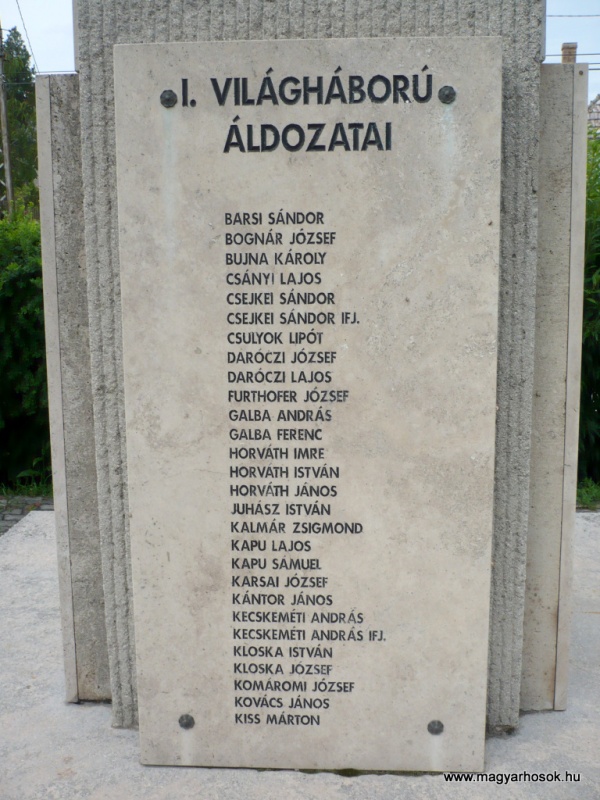 I. VILÁGHÁBORÚ
ÁLDOZATAI
BARSI SÁNDOR
BOGNÁR JÓZSEF
BUJNA KÁROLY
CSÁNYI LAJOS
CSEJKEI SÁNDOR
CSEJKEI SÁNDOR IFJ.
CSULYOK LIPÓT
DARÓCZI JÓZSEF
DARÓCZI LAJOS
FURTHOFER JÓZSEF
GALBA ANDRÁS
GALBA FERENC
HORVÁTH IMRE
HORVÁTH ISTVÁN
HORVÁTH JÁNOS
JUHÁSZ ISTVÁN
KALMÁR ZSIGMOND
KAPU LAJOS
KAPU SÁMUEL
KARSAI JÓZSEF
KÁNTOR JÁNOS
KECSKEMÉTI ANDRÁS
KECSKEMÉTI ANDRÁS IFJ.
KLOSKA ISTVÁN
KLOSKA JÓZSEF
KOMÁROMI JÓZSEF
KOVÁCS JÁNOS
KISS MÁRTON
www.magyarhosok.hu